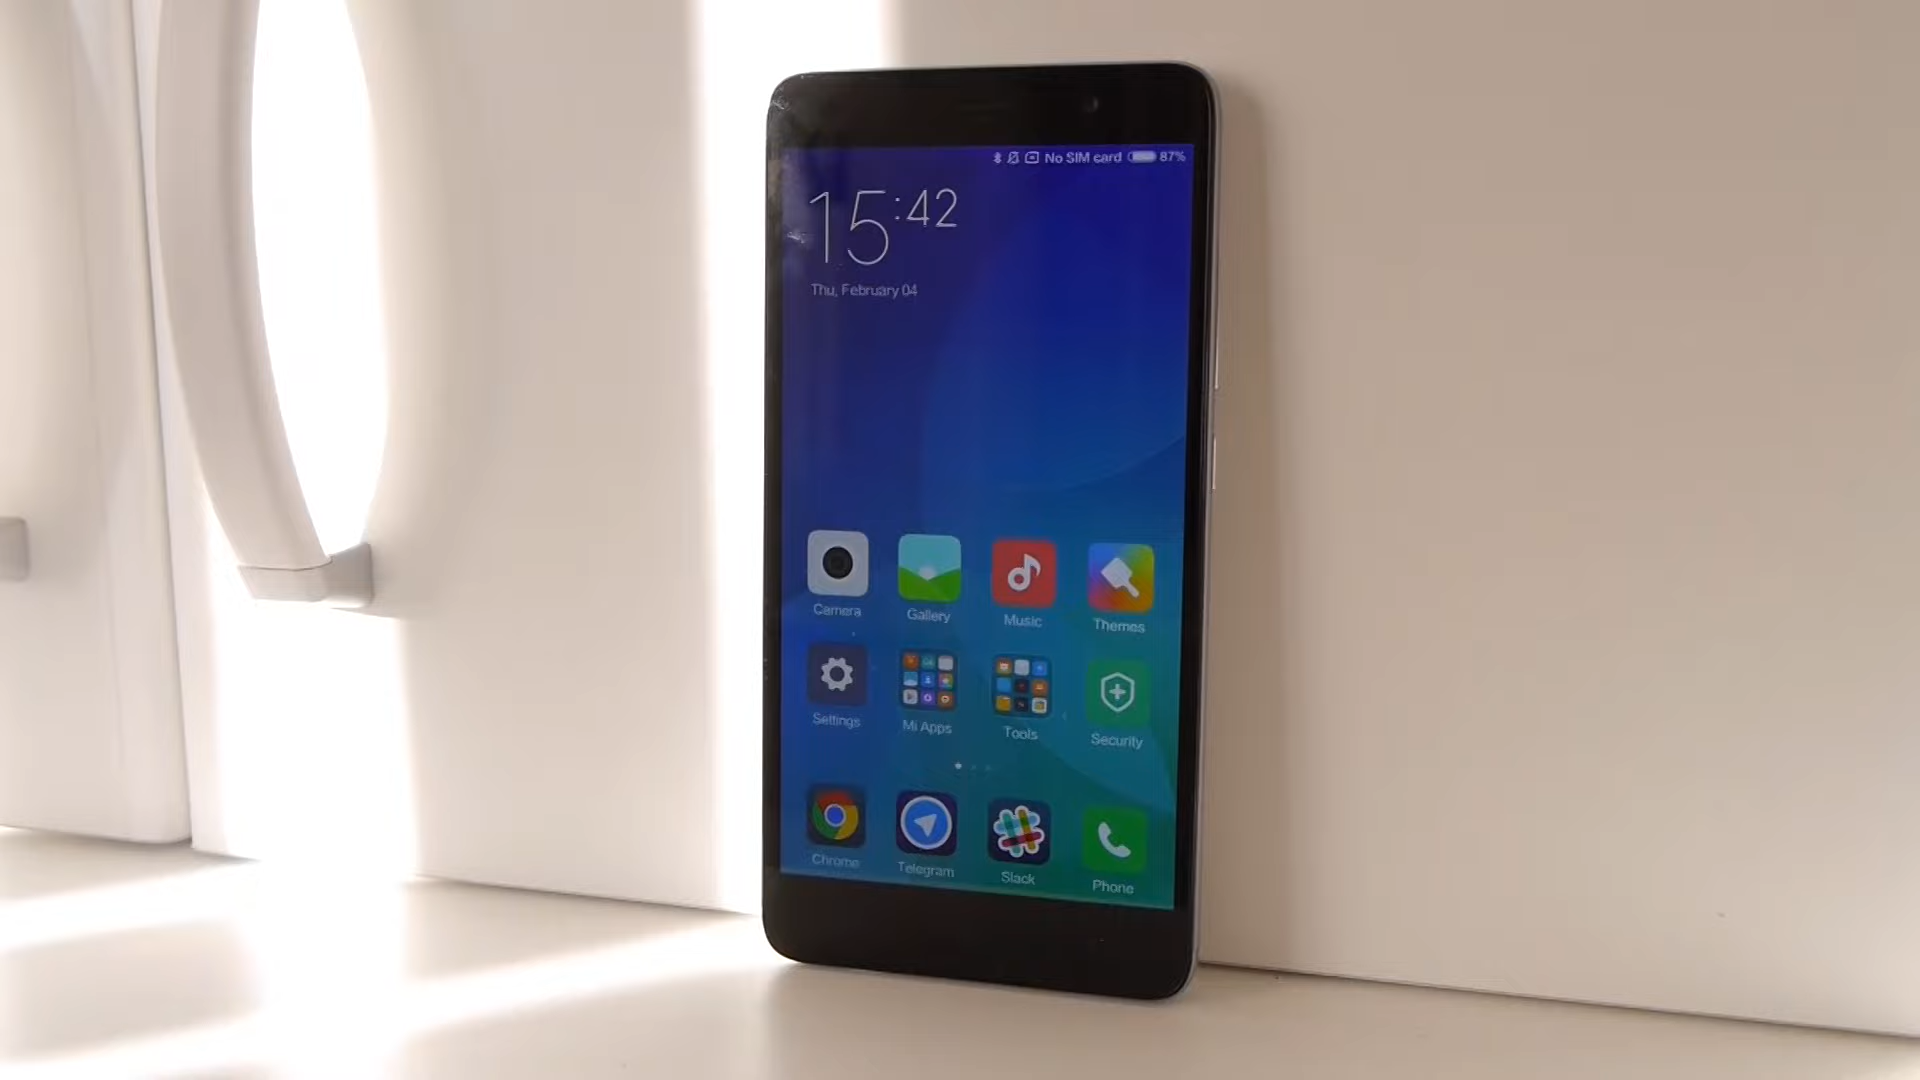 No SIM card 87%
15:42
Thu, February 04
Camera Gallery Music Themes
Settings Mi Apps Tools Security
Chrome Telegram Slack Phone